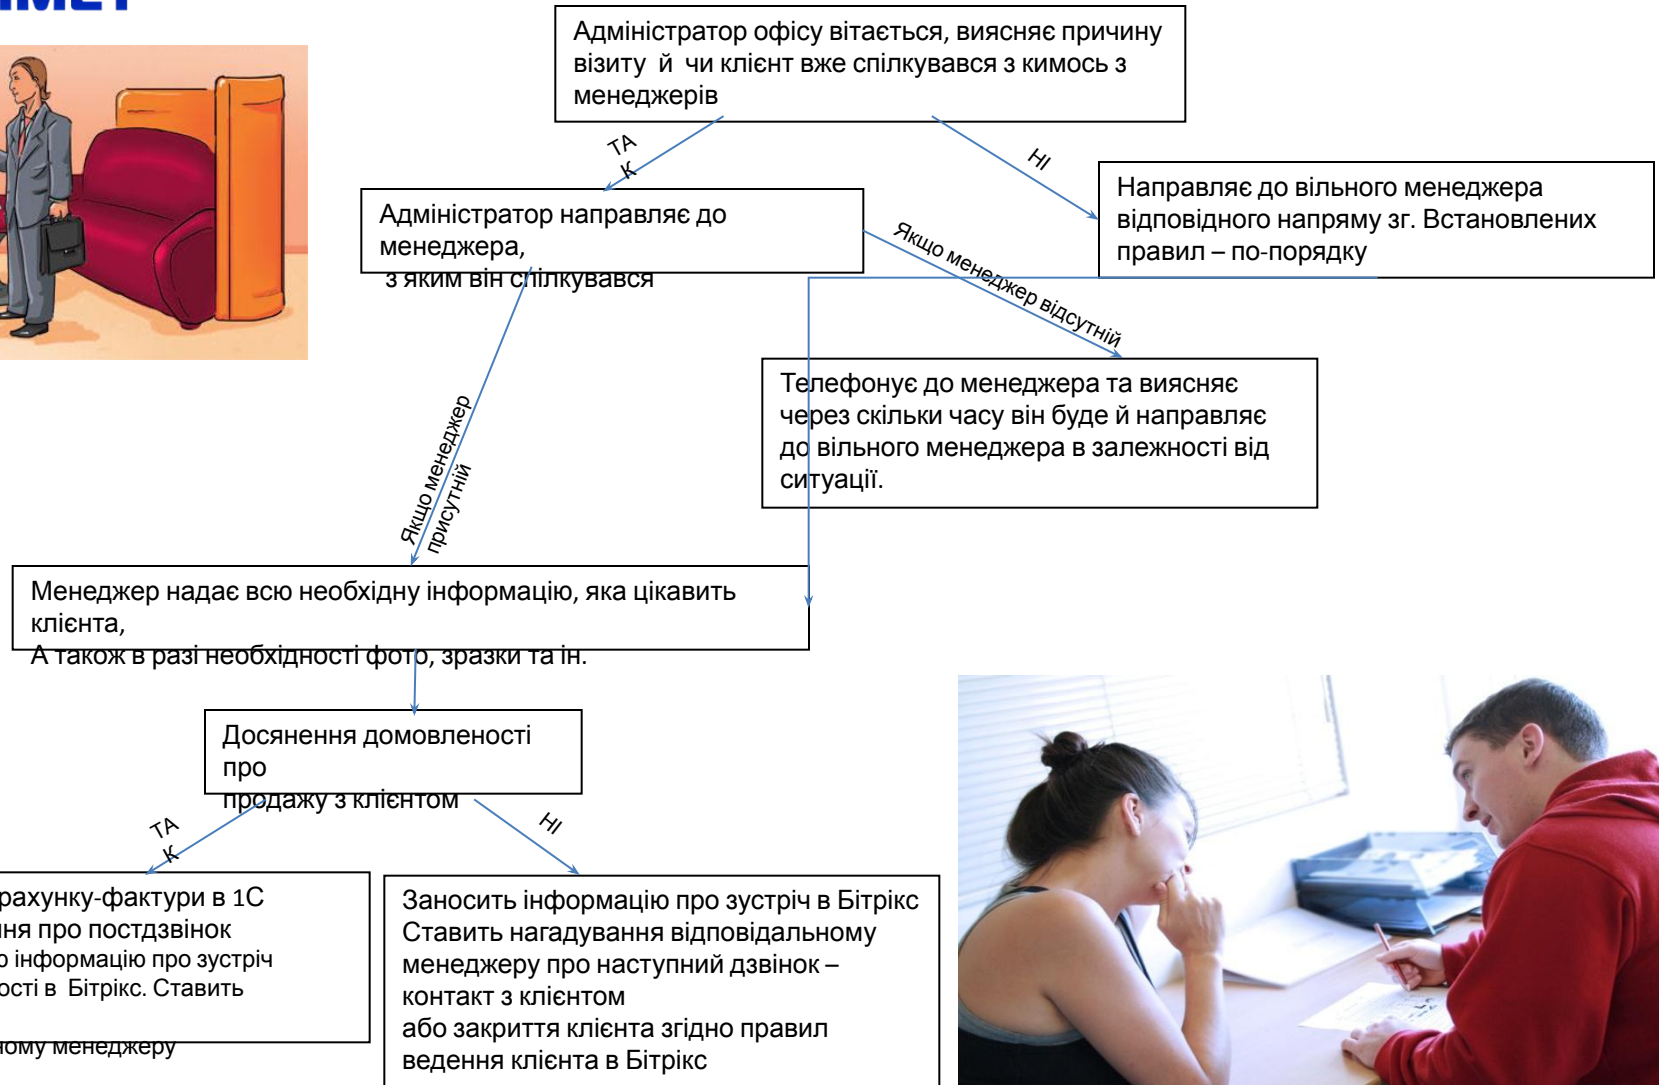 Адміністратор офісу вітається, виясняє причину
візиту й чи клієнт вже спілкувався з кимось з
менеджерів
ТА
К
НІ
Адміністратор направляє до
менеджера,
з яким він спілкувався
Направляє до вільного менеджера
відповідного напряму зг. Встановлених
правил – по-порядку
Якщо менеджер відсутній
Телефонує до менеджера та виясняє
через скільки часу він буде й направляє
до вільного менеджера в залежності від
ситуації.
Якщо менеджер
присутній
Менеджер надає всю необхідну інформацію, яка цікавить
клієнта,
А також в разі необхідності фото, зразки та ін.
Досянення домовленості
про
продажу з клієнтом
ТА
К
НІ
рахунку-фактури в 1С
про постдзвінок
інформацію про зустріч
в Бітрікс. Ставить
менеджеру
Заносить інформацію про зустріч в Бітрікс
Ставить нагадування відповідальному
менеджеру про наступний дзвінок –
контакт з клієнтом
або закриття клієнта згідно правил
ведення клієнта в Бітрікс